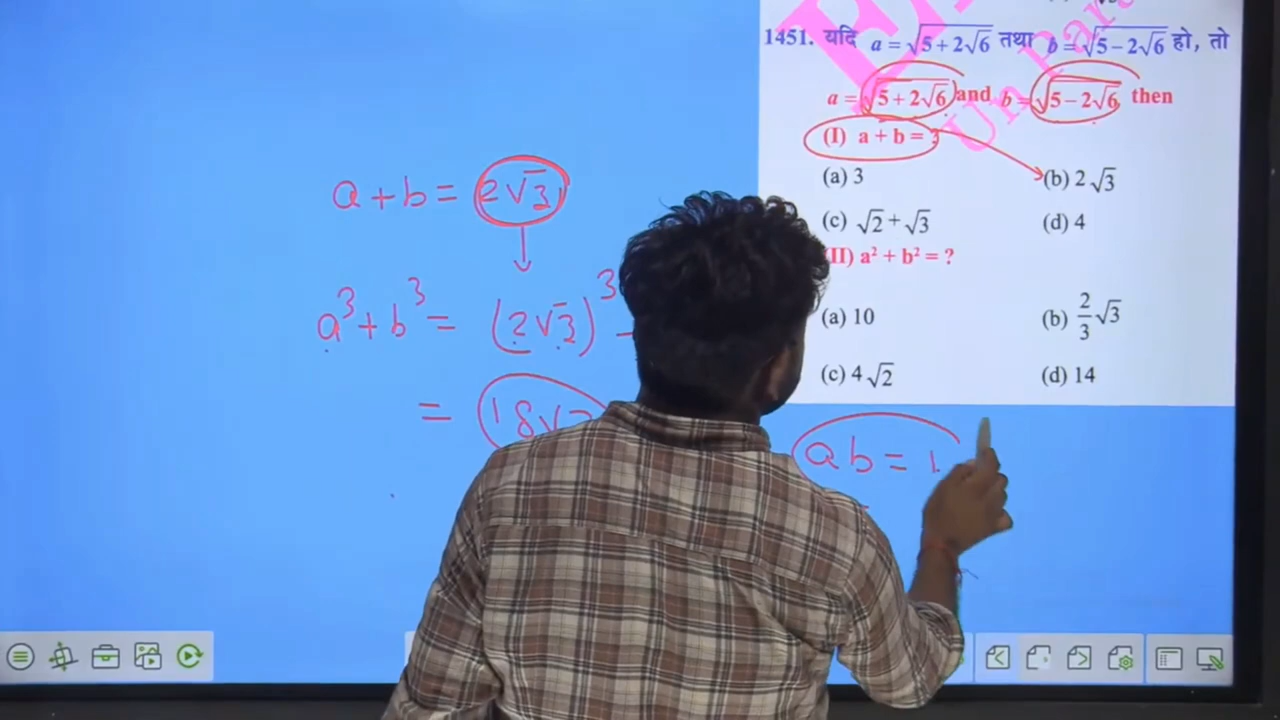 1451. यदि a = √5+2√6 तथा b = √5−2√6 हो, तो
a = √5+2√6 and b = √5−2√6 then
(I) a + b = ?
(a) 3
(b) 2√3
(c) √2+√3
(d) 4
(II) a² + b² = ?
(a) 10
(b) 2/3 √3
(c) 4√2
(d) 14
a+b = 2√3
a³+b³ = (2√3)³ −
= 18√3
ab = 1